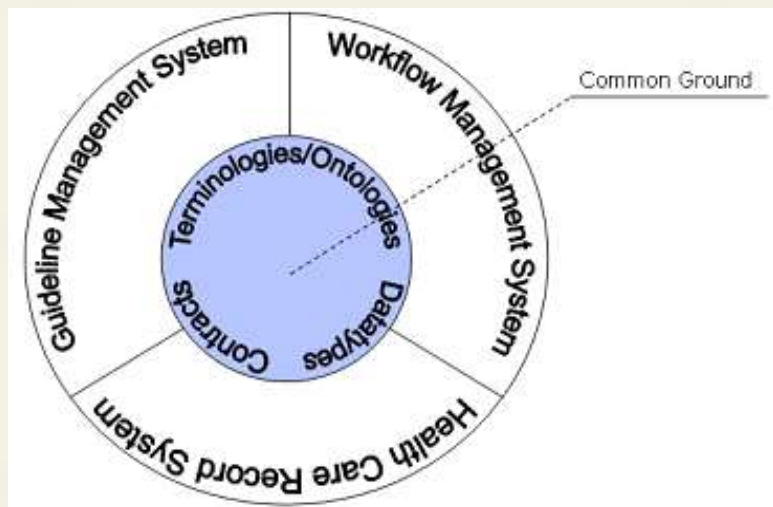 Guideline Management System
Workflow Management System
Common Ground
Terminologies/Ontologies
Contracts
Datatypes
Health Care Record System